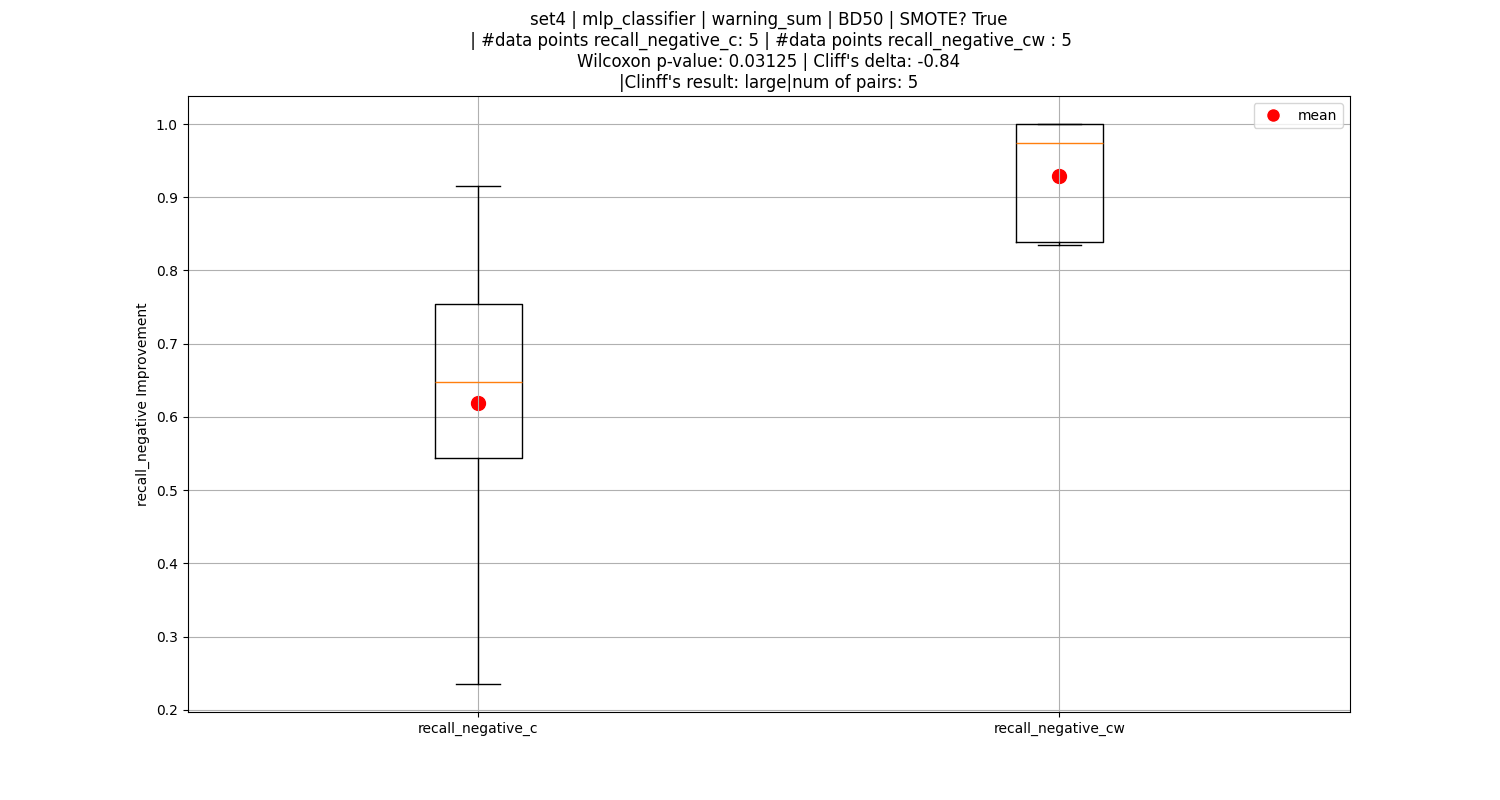 set4 | mlp_classifier | warning_sum | BD50 | SMOTE? True
| #data points recall_negative_c: 5 | #data points recall_negative_cw : 5
Wilcoxon p-value: 0.03125 | Cliff's delta: -0.84
|Clinff's result: large|num of pairs: 5
mean
1.0
0.9
0.8
0.7
0.6
0.5
0.4
0.3
0.2
recall_negative Improvement
recall_negative_c
recall_negative_cw